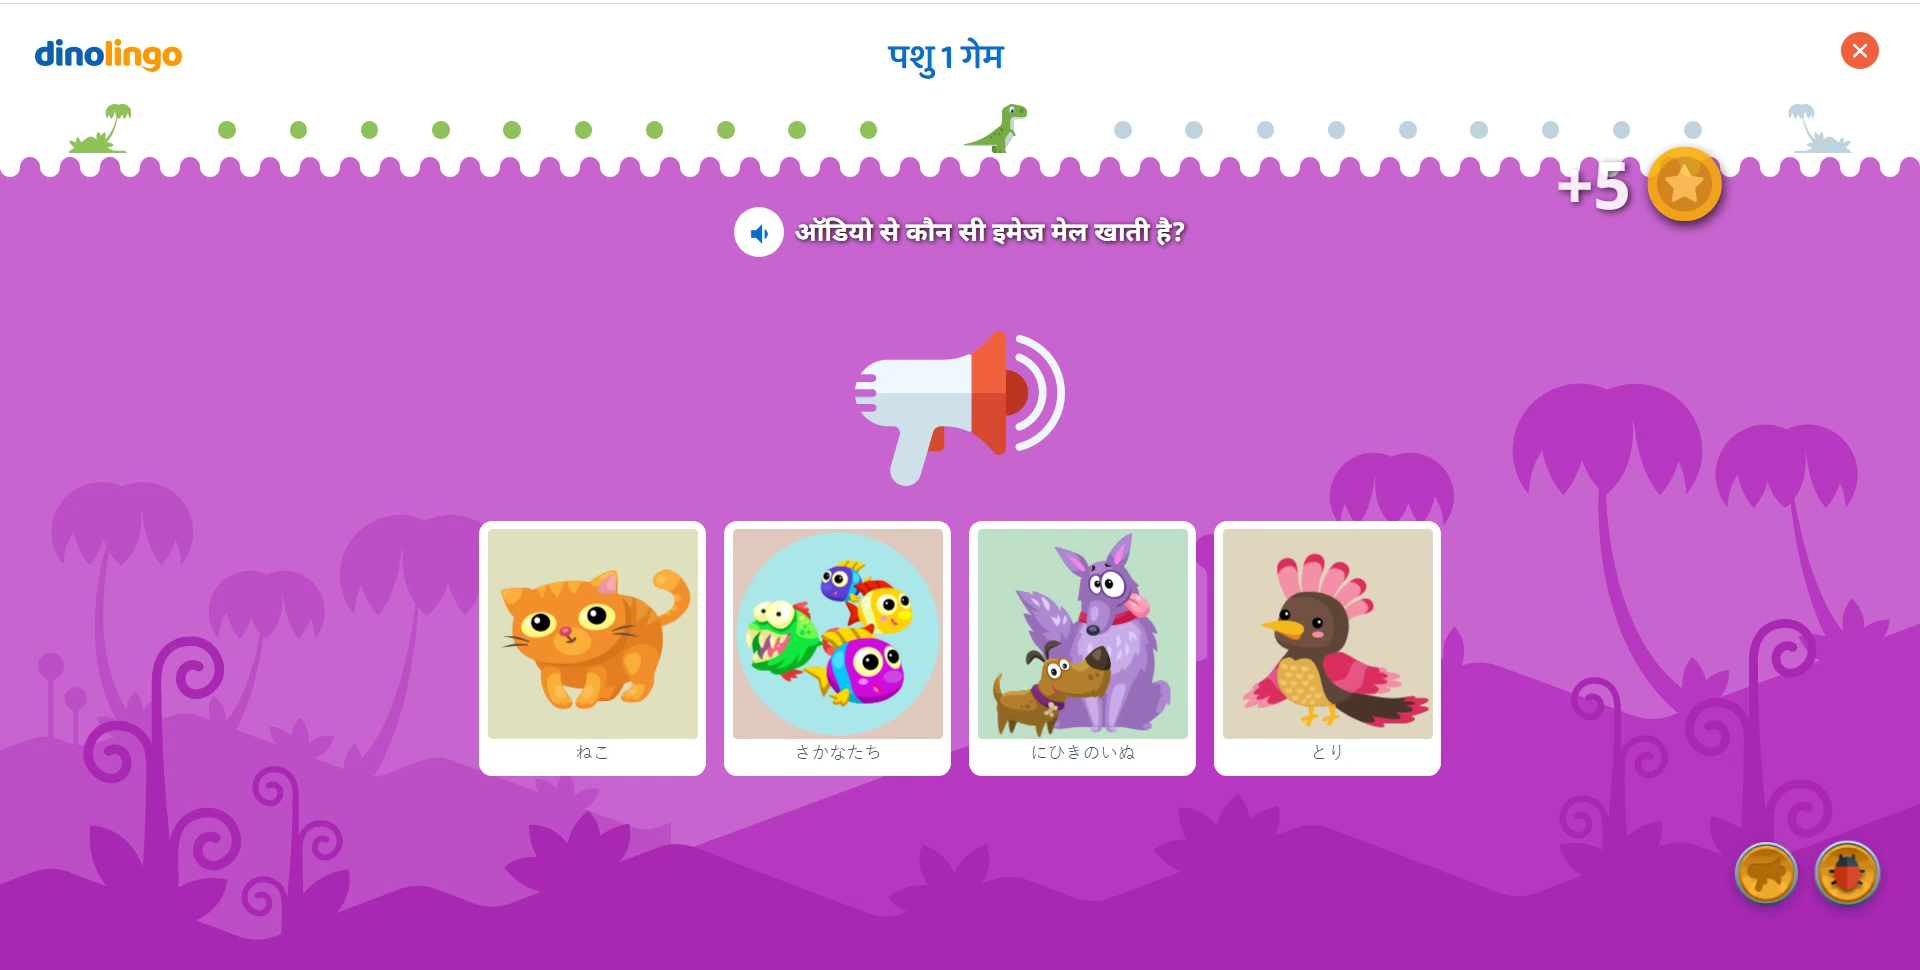 dinolingo
पशु 1 गेम
+5
ऑडियो से कौन सी इमेज मेल खाती है?
ねこ
さかなたち
にひきのいぬ
とり